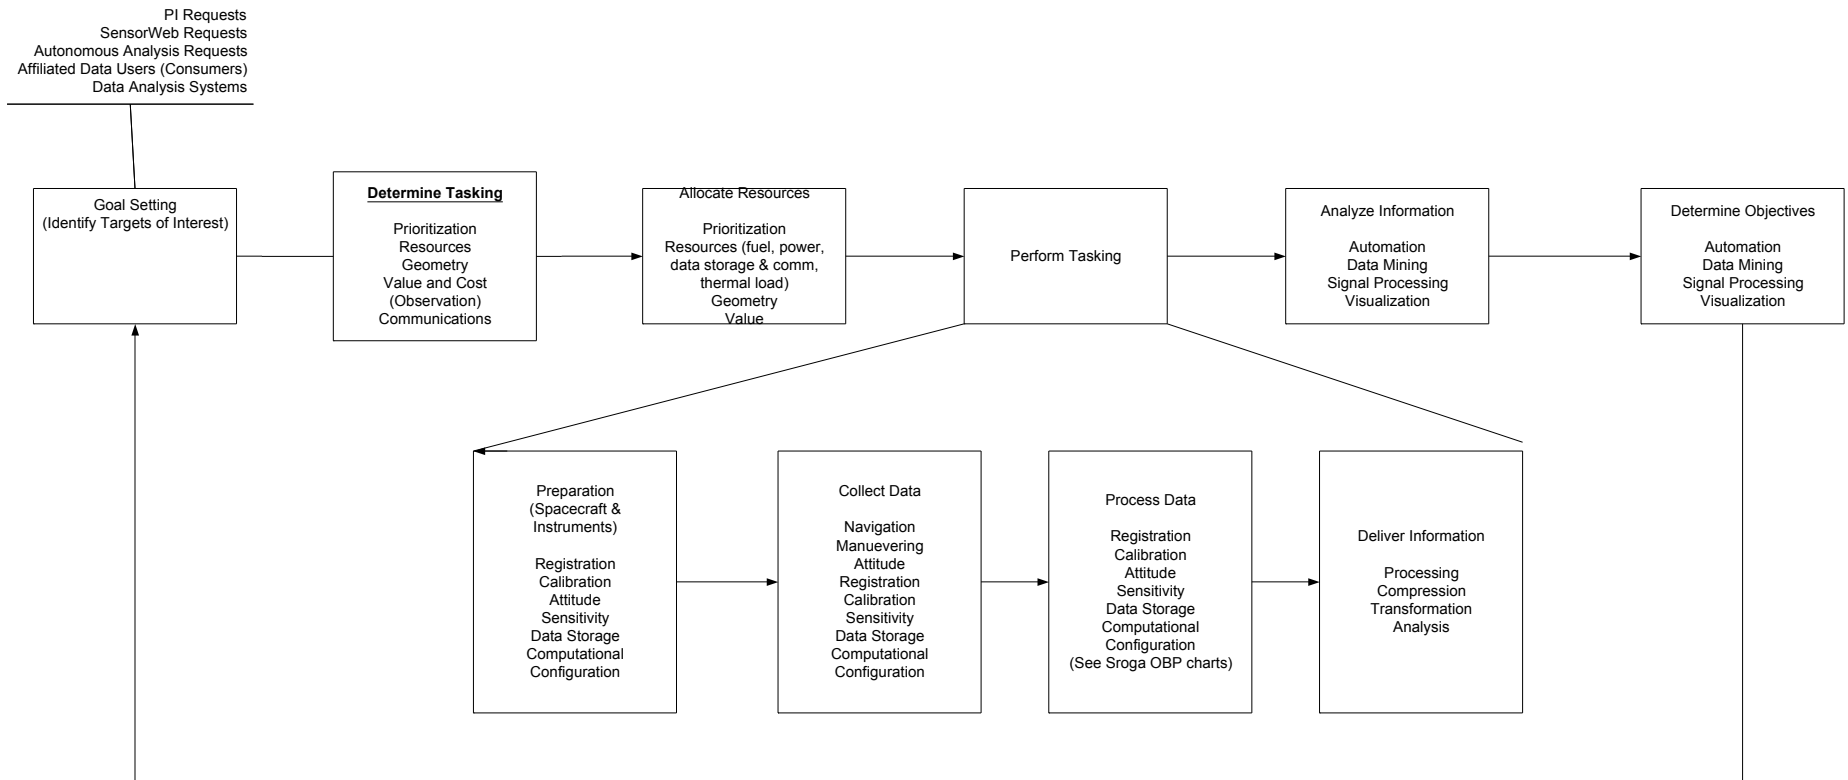 PI Requests
SensorWeb Requests
Autonomous Analysis Requests
Affiliated Data Users (Consumers)
Data Analysis Systems
Goal Setting
(Identify Targets of Interest)
Determine Tasking
Prioritization
Resources
Geometry
Value and Cost
(Observation)
Communications
Allocate Resources
Prioritization
Resources (fuel, power,
data storage & comm,
thermal load)
Geometry
Value
Perform Tasking
Analyze Information
Automation
Data Mining
Signal Processing
Visualization
Determine Objectives
Automation
Data Mining
Signal Processing
Visualization
Preparation
(Spacecraft &
Instruments)
Registration
Calibration
Attitude
Sensitivity
Data Storage
Computational
Configuration
Collect Data
Navigation
Manuevering
Attitude
Registration
Calibration
Sensitivity
Data Storage
Computational
Configuration
Process Data
Registration
Calibration
Attitude
Sensitivity
Data Storage
Computational
Configuration
(See Sroga OBP charts)
Deliver Information
Processing
Compression
Transformation
Analysis